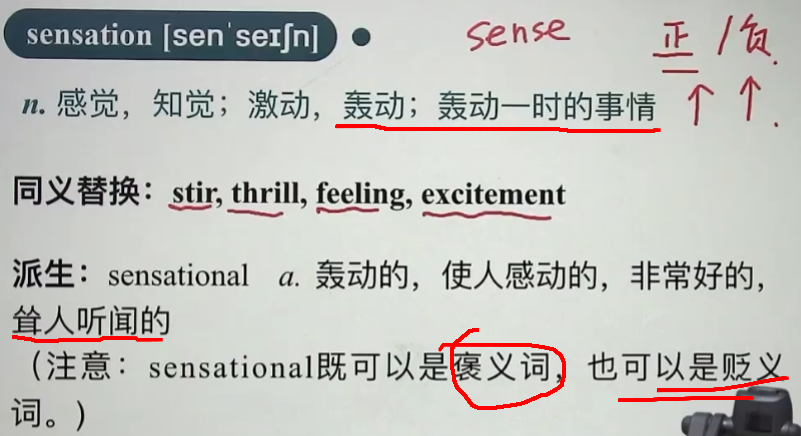 sensation [senˈseɪʃn] ● sense 正/负.
n. 感觉，知觉；激动，轰动；轰动一时的事情
同义替换：stir, thrill, feeling, excitement
派生：sensational a. 轰动的，使人感动的，非常好的，
耸人听闻的
（注意：sensational既可以是褒义词，也可以是贬义
词。）